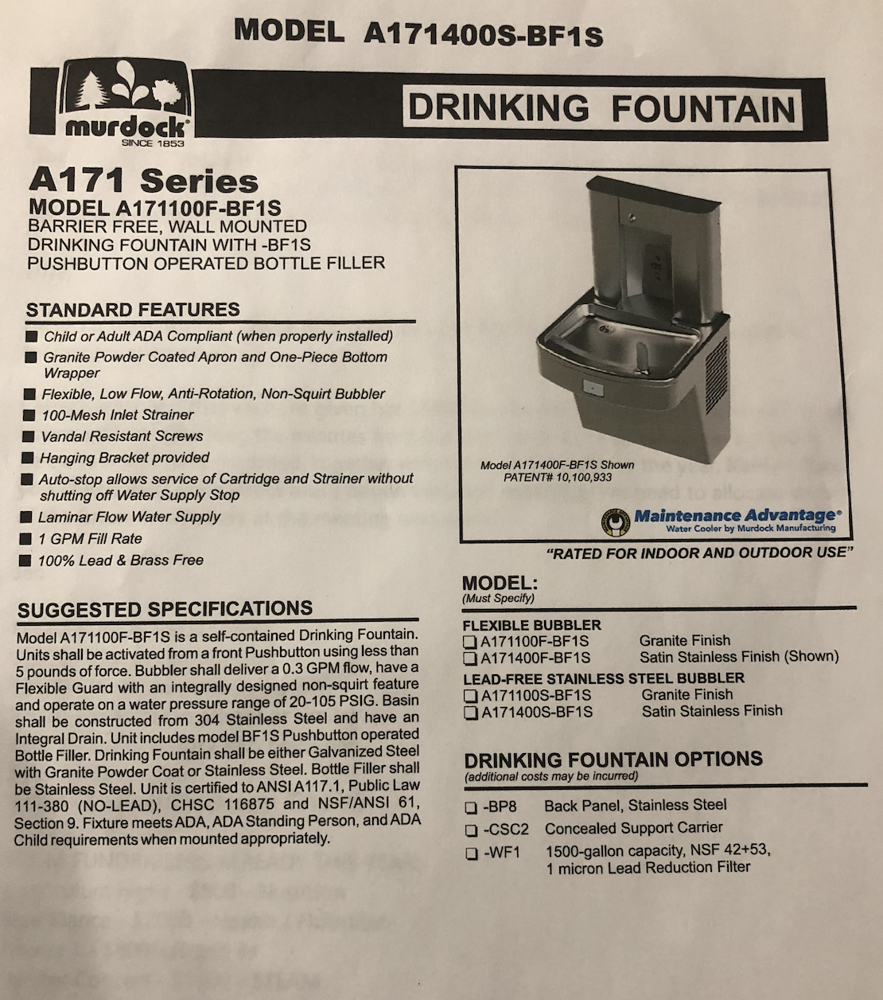 MODEL A171400S-BF1S
murdock®
SINCE 1853
DRINKING FOUNTAIN
A171 Series
MODEL A171100F-BF1S
BARRIER FREE, WALL MOUNTED
DRINKING FOUNTAIN WITH -BF1S
PUSHBUTTON OPERATED BOTTLE FILLER
STANDARD FEATURES
Child or Adult ADA Compliant (when properly installed)
Granite Powder Coated Apron and One-Piece Bottom
Wrapper
Flexible, Low Flow, Anti-Rotation, Non-Squirt Bubbler
100-Mesh Inlet Strainer
Vandal Resistant Screws
Hanging Bracket provided
Auto-stop allows service of Cartridge and Strainer without
shutting off Water Supply Stop
Laminar Flow Water Supply
1 GPM Fill Rate
100% Lead & Brass Free
SUGGESTED SPECIFICATIONS
Model A171100F-BF1S is a self-contained Drinking Fountain.
Units shall be activated from a front Pushbutton using less than
5 pounds of force. Bubbler shall deliver a 0.3 GPM flow, have a
Flexible Guard with an integrally designed non-squirt feature
and operate on a water pressure range of 20-105 PSIG. Basin
shall be constructed from 304 Stainless Steel and have an
Integral Drain. Unit includes model BF1S Pushbutton operated
Bottle Filler. Drinking Fountain shall be either Galvanized Steel
with Granite Powder Coat or Stainless Steel. Bottle Filler shall
be Stainless Steel. Unit is certified to ANSI A117.1, Public Law
111-380 (NO-LEAD), CHSC 116875 and NSF/ANSI 61,
Section 9. Fixture meets ADA, ADA Standing Person, and ADA
Child requirements when mounted appropriately.
Model A171400F-BF1S Shown
PATENT# 10,100,933
Maintenance Advantage®
Water Cooler by Murdock Manufacturing
"RATED FOR INDOOR AND OUTDOOR USE"
MODEL:
(Must Specify)
FLEXIBLE BUBBLER
A171100F-BF1S Granite Finish
A171400F-BF1S Satin Stainless Finish (Shown)
LEAD-FREE STAINLESS STEEL BUBBLER
A171100S-BF1S Granite Finish
A171400S-BF1S Satin Stainless Finish
DRINKING FOUNTAIN OPTIONS
(additional costs may be incurred)
-BP8 Back Panel, Stainless Steel
-CSC2 Concealed Support Carrier
-WF1 1500-gallon capacity, NSF 42+53,
1 micron Lead Reduction Filter